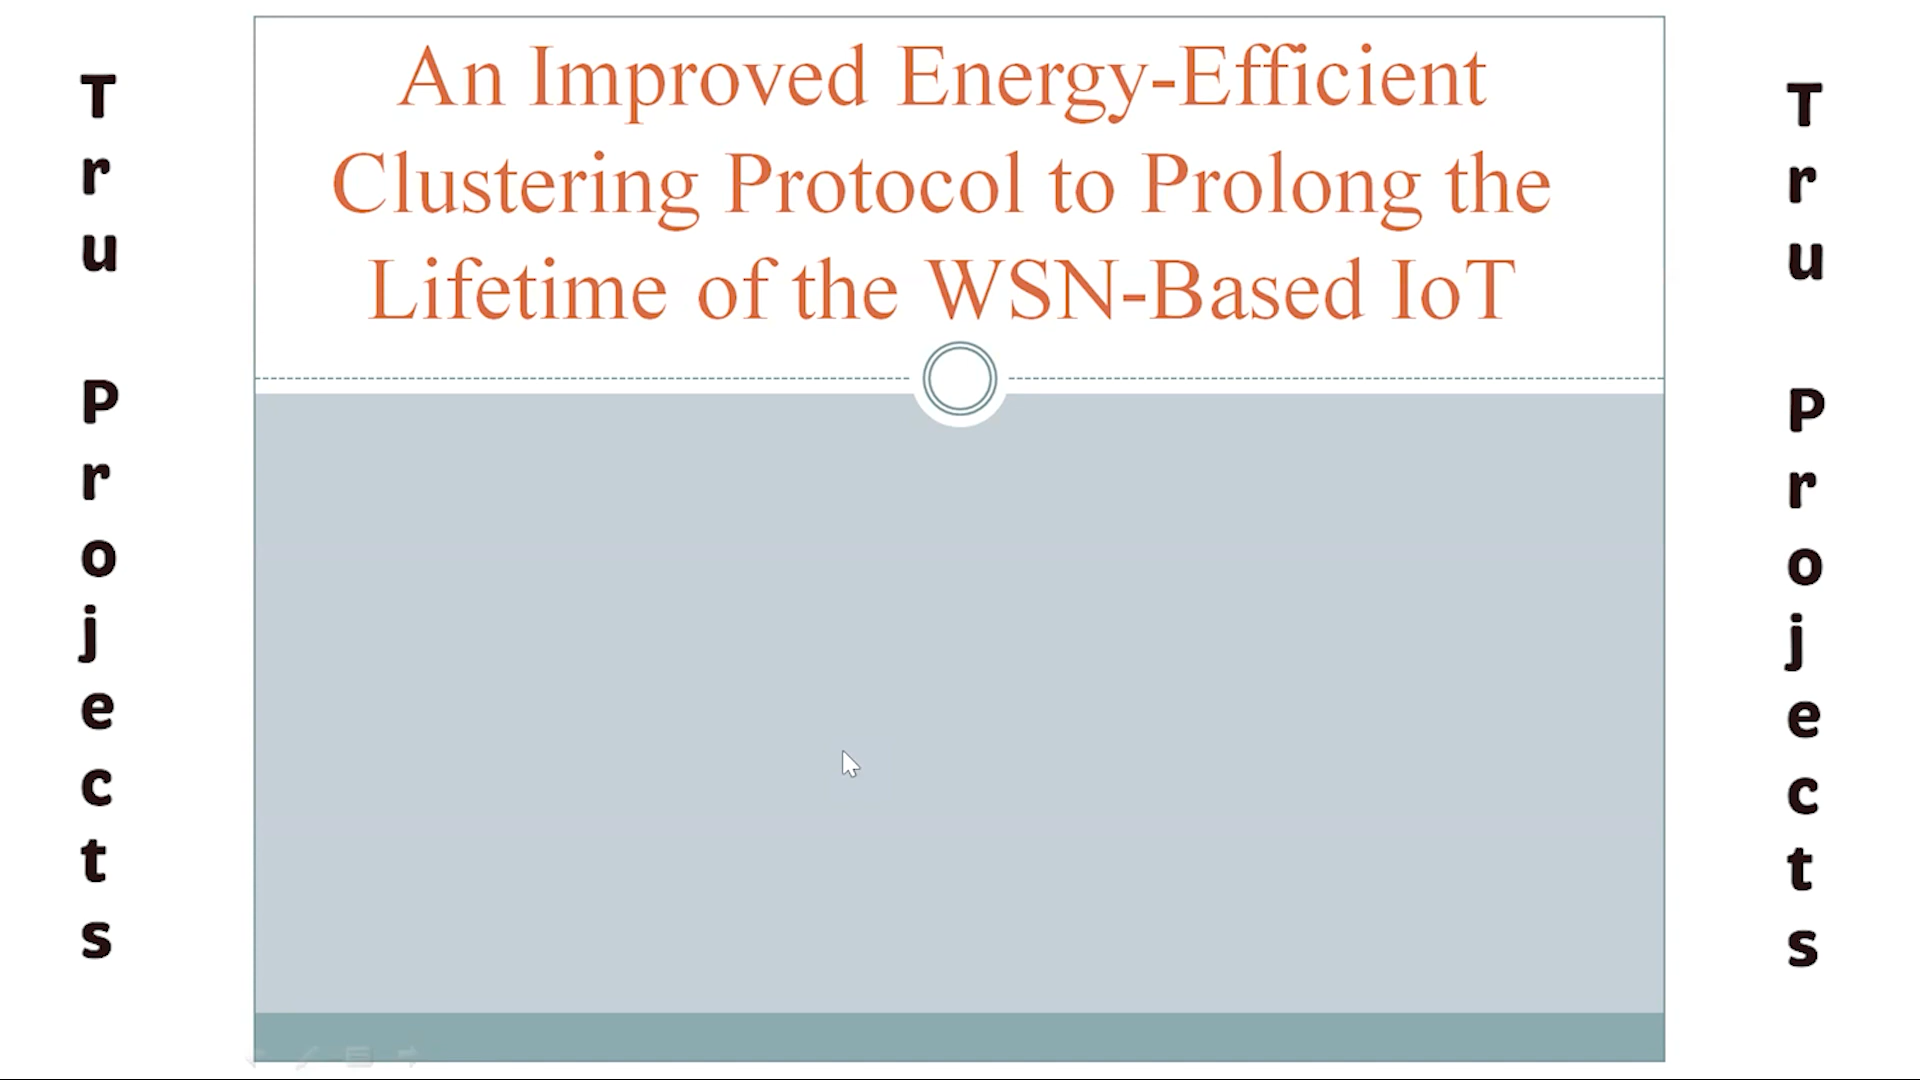 Tru Projects
An Improved Energy-Efficient
Clustering Protocol to Prolong the
Lifetime of the WSN-Based IoT
Tru Projects